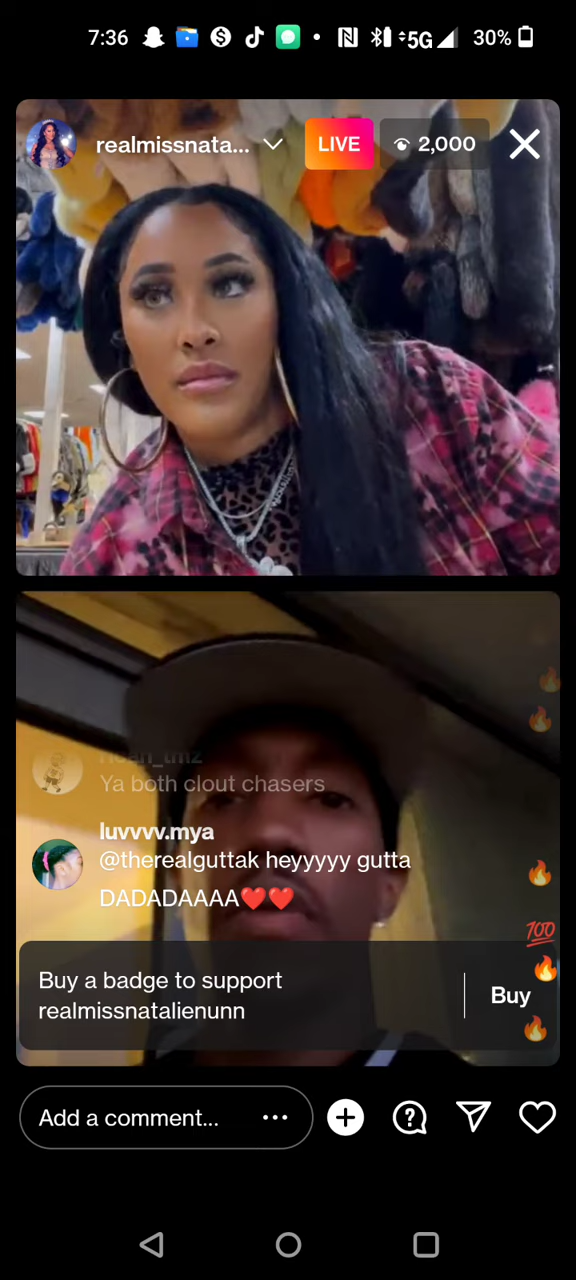 7:36
5G
30%
realmissnata...
LIVE
2,000
Ya both clout chasers
luvvvv.mya
@therealguttak heyyyyy gutta
DADADAAAA❤️❤️
💯
Buy a badge to support
realmissnatalienunn
Buy
Add a comment...